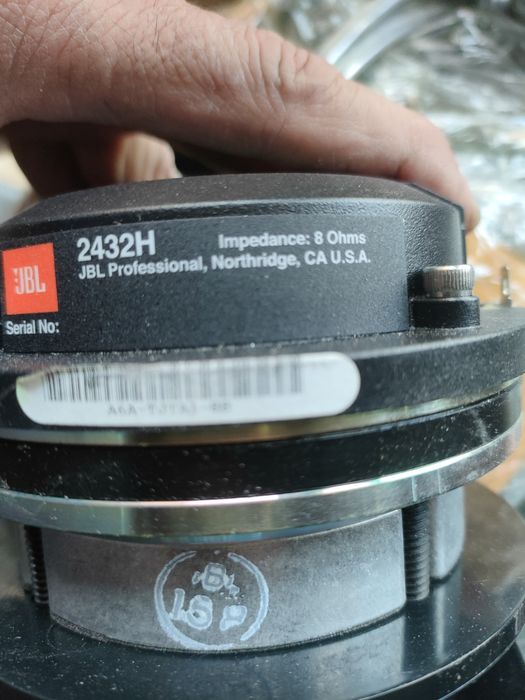 2432H
Impedance: 8 Ohms
JBL
JBL Professional, Northridge, CA U.S.A.
Serial No: